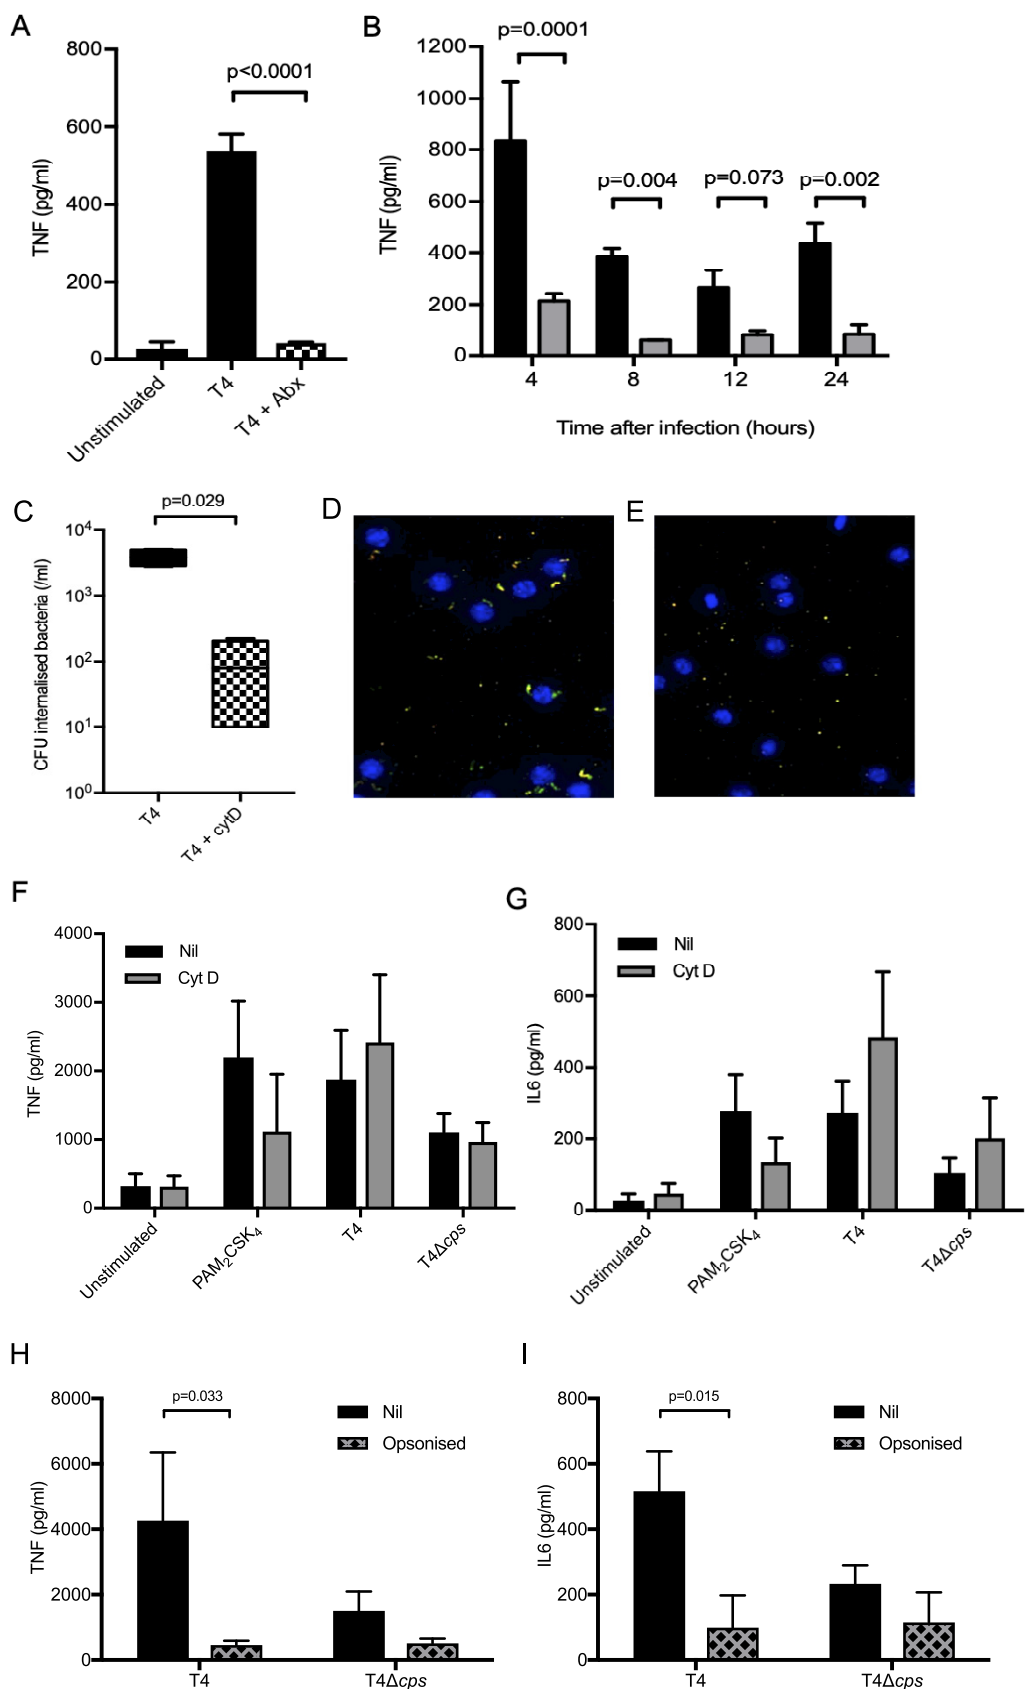 A
TNF (pg/ml)
800
600
400
200
0
p<0.0001
Unstimulated
T4
T4 + Abx
B
TNF (pg/ml)
1200
1000
800
600
400
200
0
p=0.0001
p=0.004
p=0.073
p=0.002
4 8 12 24
Time after infection (hours)
C
CFU internalised bacteria (/ml)
10⁴
10³
10²
10¹
10⁰
p=0.029
T4
T4 + cytD
D
E
F
TNF (pg/ml)
4000
3000
2000
1000
0
Nil
Cyt D
Unstimulated
PAM₂CSK₄
T4
T4Δcps
G
IL6 (pg/ml)
800
600
400
200
0
Nil
Cyt D
Unstimulated
PAM₂CSK₄
T4
T4Δcps
H
TNF (pg/ml)
8000
6000
4000
2000
0
p=0.033
Nil
Opsonised
T4 T4Δcps
I
IL6 (pg/ml)
800
600
400
200
0
p=0.015
Nil
Opsonised
T4 T4Δcps